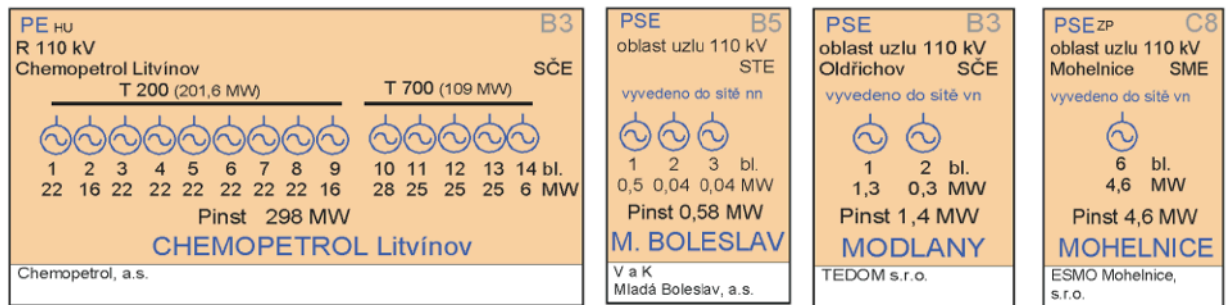 PE HU B3
R 110 kV
Chemopetrol Litvínov SČE
T 200 (201,6 MW) T 700 (109 MW)
1 2 3 4 5 6 7 8 9 10 11 12 13 14 bl.
22 16 22 22 22 22 22 22 16 28 25 25 25 6 MW
Pinst 298 MW
CHEMOPETROL Litvínov
Chemopetrol, a.s.
PSE B5
oblast uzlu 110 kV
STE
vyvedeno do sítě nn
1 2 3 bl.
0,5 0,04 0,04 MW
Pinst 0,58 MW
M. BOLESLAV
V a K
Mladá Boleslav, a.s.
PSE B3
oblast uzlu 110 kV
Oldřichov SČE
vyvedeno do sítě vn
1 2 bl.
1,3 0,3 MW
Pinst 1,4 MW
MODLANY
TEDOM s.r.o.
PSE ZP C8
oblast uzlu 110 kV
Mohelnice SME
vyvedeno do sítě vn
6 bl.
4,6 MW
Pinst 4,6 MW
MOHELNICE
ESMO Mohelnice,
s.r.o.